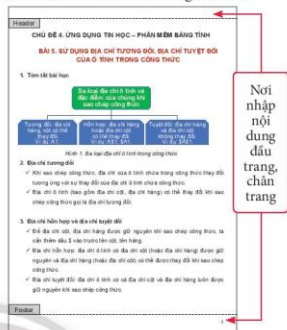 Header
CHỦ ĐỀ 4. ỨNG DỤNG TIN HỌC – PHẦN MỀM BẢNG TÍNH
BÀI 5. SỬ DỤNG ĐỊA CHỈ TƯƠNG ĐỐI, ĐỊA CHỈ TUYỆT ĐỐI
CỦA Ô TÍNH TRONG CÔNG THỨC
1. Tóm tắt bài học
Ba loại địa chỉ ô tính và
đặc điểm của chúng khi
sao chép công thức
Tương đối: địa chỉ
hàng, cột có thể
thay đổi.
Ví dụ: A1.
Hỗn hợp: địa chỉ hàng
hoặc địa chỉ cột
có thể thay đổi.
Ví dụ: A$1, $A1.
Tuyệt đối: địa chỉ hàng
và địa chỉ cột
không thay đổi.
Ví dụ: $A$1.
Hình 1. Ba loại địa chỉ ô tính trong công thức
2. Địa chỉ tương đối
✓ Khi sao chép công thức, địa chỉ của ô tính chứa trong công thức thay đổi
tương ứng với sự thay đổi của địa chỉ ô tính chứa công thức.
✓ Địa chỉ ô tính (bao gồm địa chỉ cột, địa chỉ hàng) có thể thay đổi khi sao
chép công thức gọi là địa chỉ tương đối.
3. Địa chỉ hỗn hợp và địa chỉ tuyệt đối
✓ Để địa chỉ cột, địa chỉ hàng được giữ nguyên khi sao chép công thức, ta
cần thêm dấu $ vào trước tên cột, tên hàng.
✓ Địa chỉ hỗn hợp: địa chỉ ô tính có địa chỉ cột (hoặc địa chỉ hàng) được giữ
nguyên và địa chỉ hàng (hoặc địa chỉ cột) có thể được thay đổi khi sao chép
công thức.
✓ Địa chỉ tuyệt đối: địa chỉ ô tính có cả địa chỉ cột và địa chỉ hàng luôn được
giữ nguyên khi sao chép công thức.
Footer
Nơi
nhập
nội
dung
đầu
trang,
chân
trang